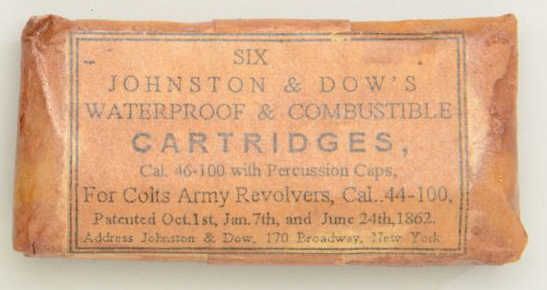 SIX
JOHNSTON & DOW'S
WATERPROOF & COMBUSTIBLE
CARTRIDGES,
Cal. 46-100 with Percussion Caps,
For Colts Army Revolvers, Cal..44-100,
Patented Oct.1st, Jan.7th, and June 24th,1862.
Address Johnston & Dow, 170 Broadway, New York